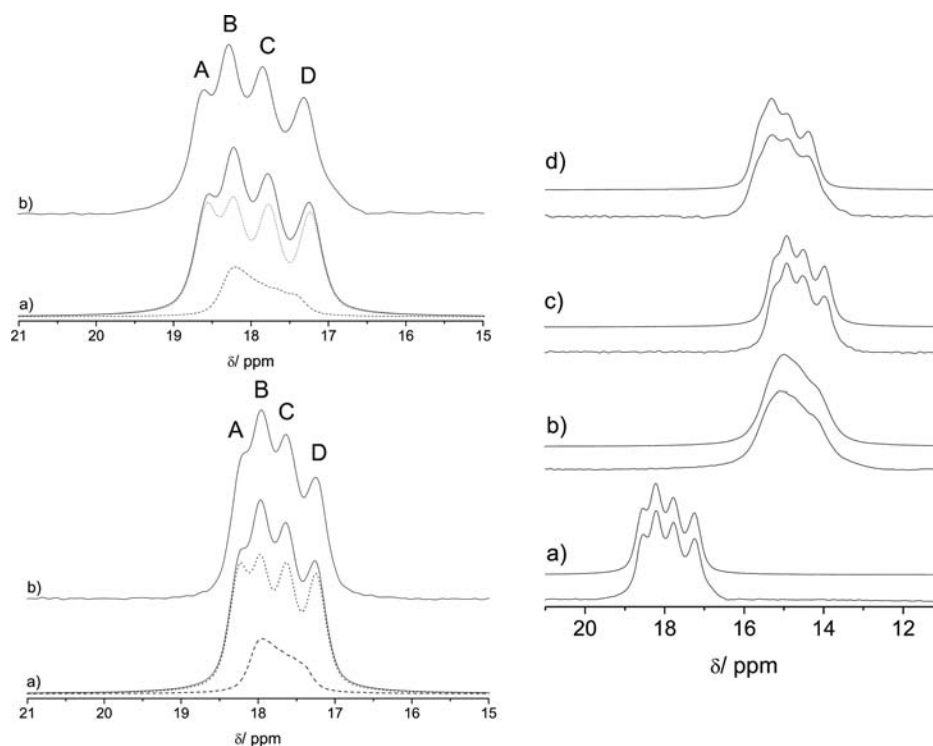 A B C D
b)
a)
21 20 19 18 17 16 15
δ/ ppm
A B C D
b)
a)
21 20 19 18 17 16 15
δ/ ppm
d)
c)
b)
a)
20 18 16 14 12
δ/ ppm